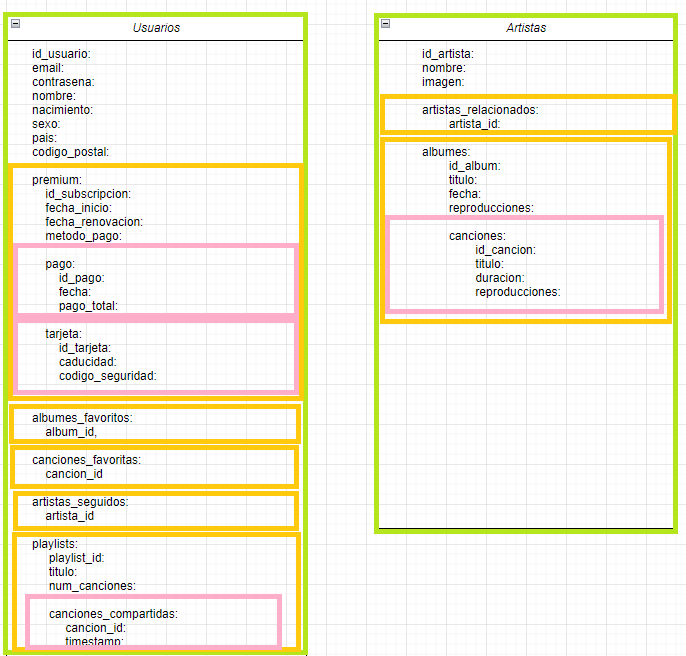 Usuarios
id_usuario:
email:
contrasena:
nombre:
nacimiento:
sexo:
pais:
codigo_postal:
premium:
id_subscripcion:
fecha_inicio:
fecha_renovacion:
metodo_pago:
pago:
id_pago:
fecha:
pago_total:
tarjeta:
id_tarjeta:
caducidad:
codigo_seguridad:
albumes_favoritos:
album_id,
canciones_favoritas:
cancion_id
artistas_seguidos:
artista_id
playlists:
playlist_id:
titulo:
num_canciones:
canciones_compartidas:
cancion_id:
timestamp:
Artistas
id_artista:
nombre:
imagen:
artistas_relacionados:
artista_id:
albumes:
id_album:
titulo:
fecha:
reproducciones:
canciones:
id_cancion:
titulo:
duracion:
reproducciones: